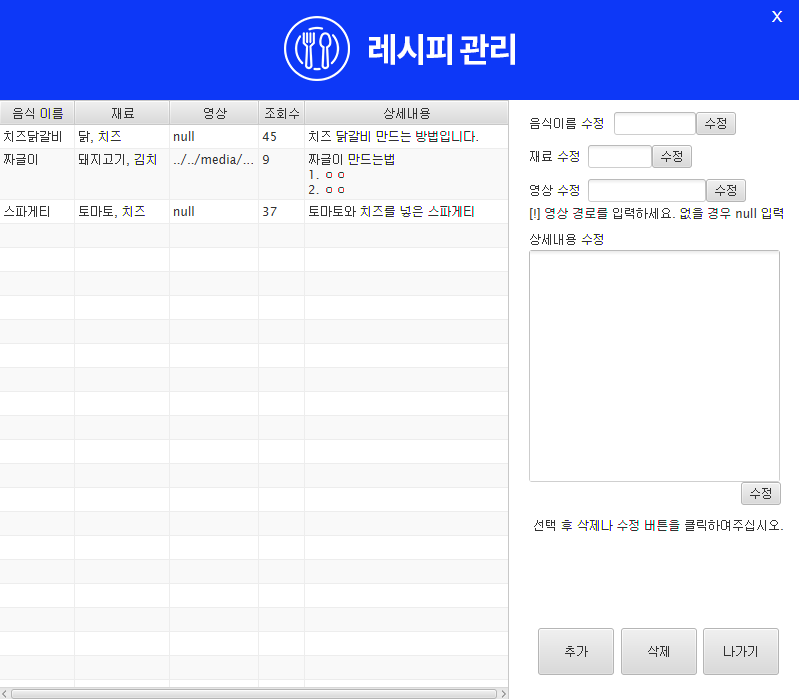 X
레시피 관리
음식 이름 재료 영상 조회수 상세내용
치즈닭갈비 닭, 치즈 null 45 치즈 닭갈비 만드는 방법입니다.
짜글이 돼지고기, 김치 ../../media/... 9 짜글이 만드는법
1. ㅇㅇ
2. ㅇㅇ
스파게티 토마토, 치즈 null 37 토마토와 치즈를 넣은 스파게티
음식이름 수정 수정
재료 수정 수정
영상 수정 수정
[!] 영상 경로를 입력하세요. 없을 경우 null 입력
상세내용 수정
수정
선택 후 삭제나 수정 버튼을 클릭하여주십시오.
추가 삭제 나가기